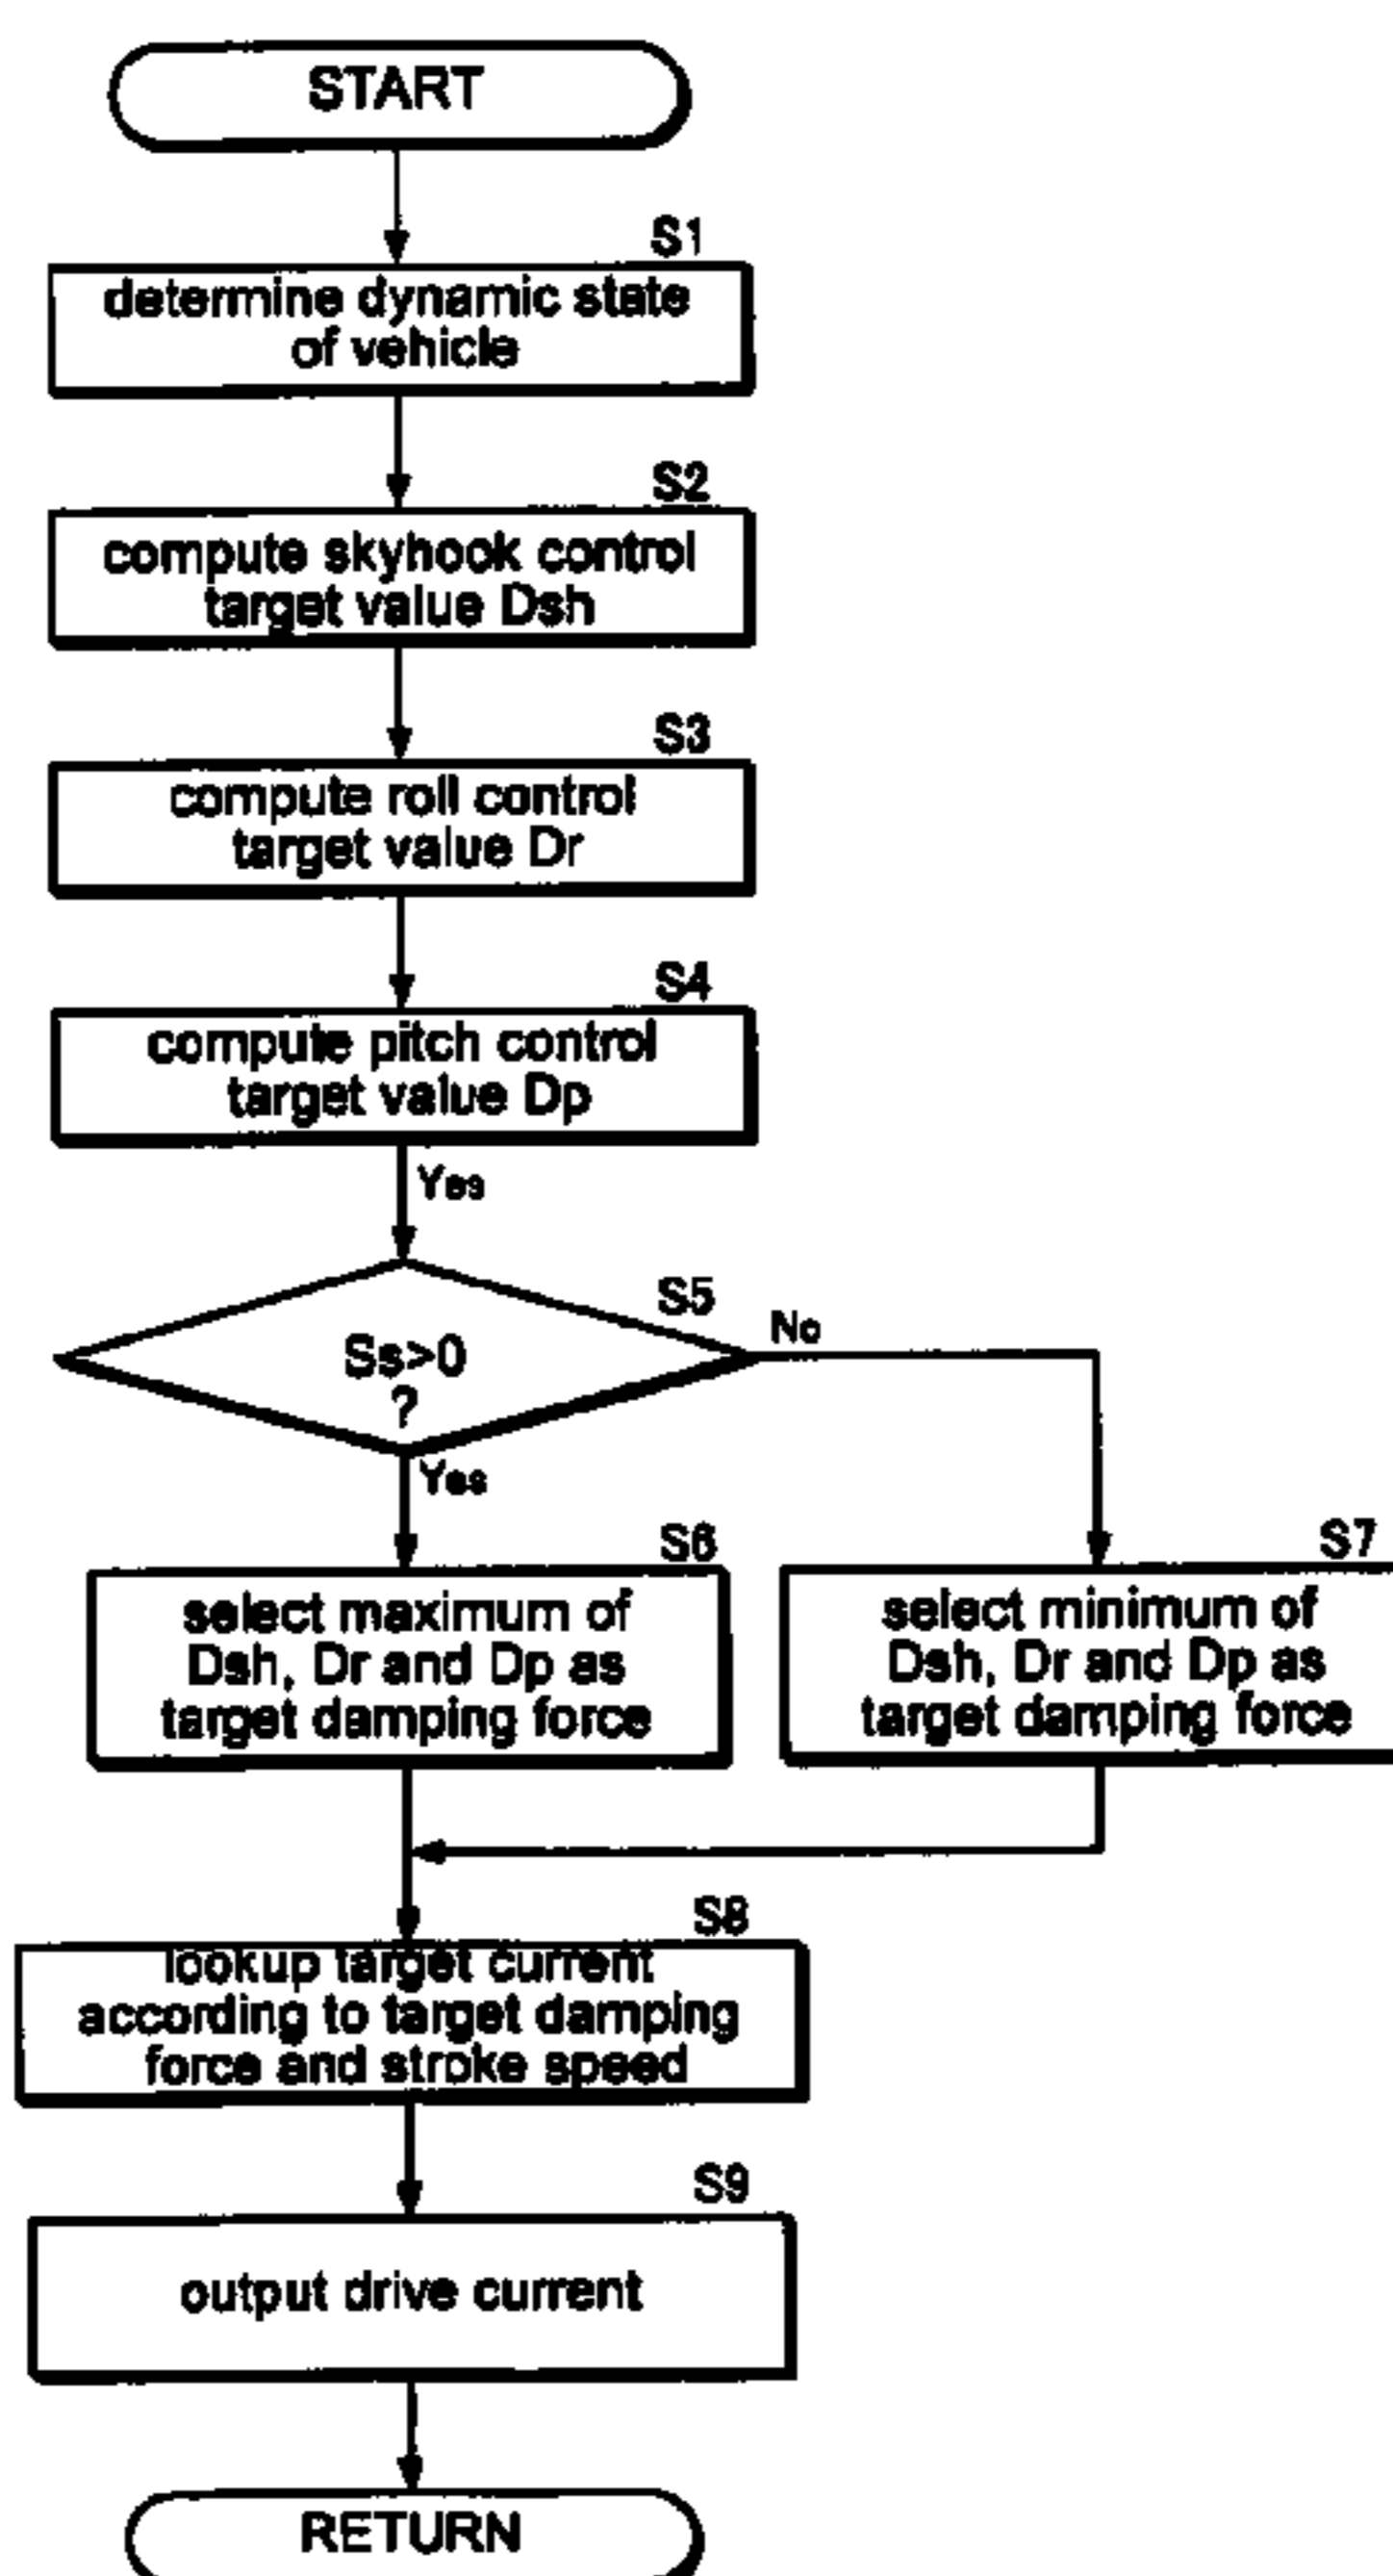 START
S1
determine dynamic state
of vehicle
S2
compute skyhook control
target value Dsh
S3
compute roll control
target value Dr
S4
compute pitch control
target value Dp
Yes
S5
No
Ss>0
?
Yes
S6
select maximum of
Dsh, Dr and Dp as
target damping force
S7
select minimum of
Dsh, Dr and Dp as
target damping force
S8
lookup target current
according to target damping
force and stroke speed
S9
output drive current
RETURN